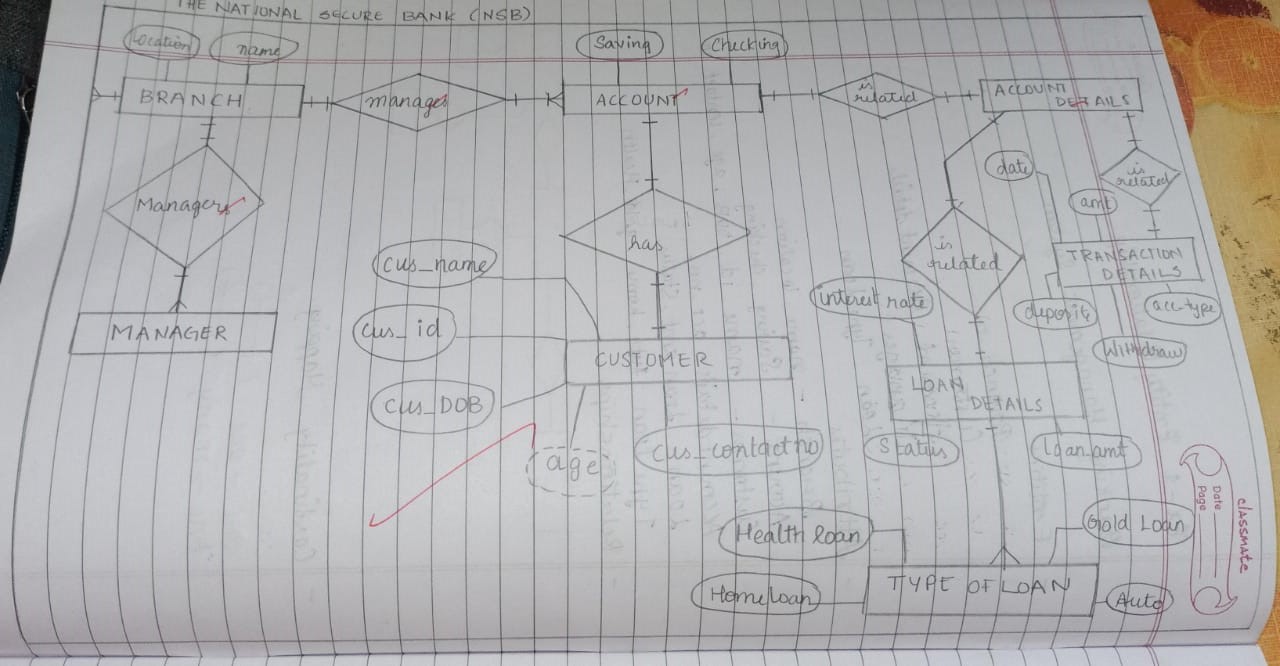 THE NATIONAL SECURE BANK (NSB)
Location
name
Saving
Checking
BRANCH
manages
ACCOUNT
is related
ACCOUNT
DETAILS
Managers
has
date
is related
amt
is related
TRANSACTION
DETAILS
cus_name
interest rate
deposit
acc-type
cus_id
Withdraw
MANAGER
CUSTOMER
LOAN
DETAILS
cus_DOB
age
cus_contactno
Status
Loan amt
Health loan
Gold Loan
Home loan
TYPE OF LOAN
Auto
classmate
Date
Page